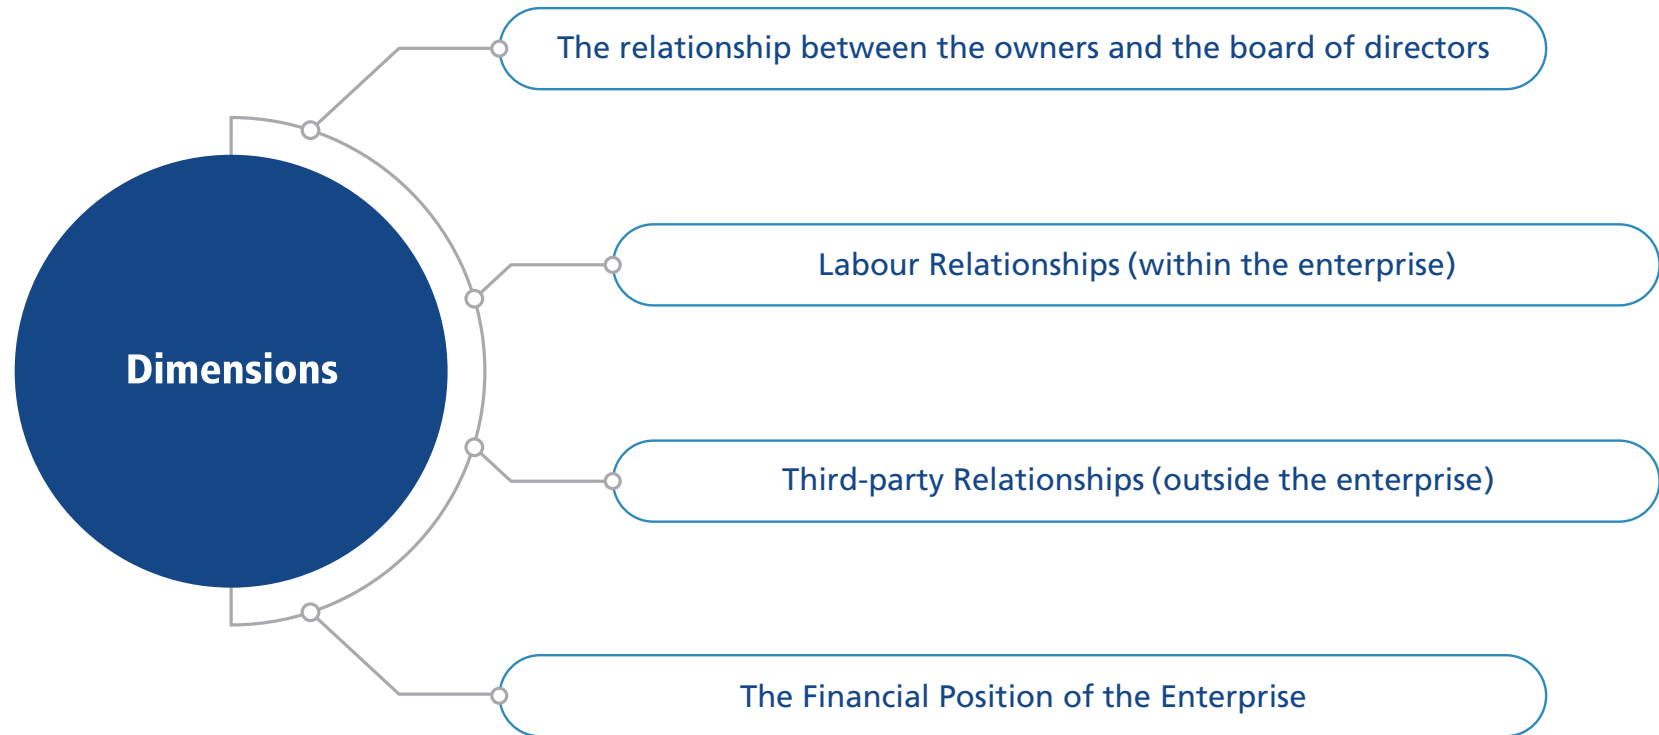 The relationship between the owners and the board of directors
Labour Relationships (within the enterprise)
Dimensions
Third-party Relationships (outside the enterprise)
The Financial Position of the Enterprise